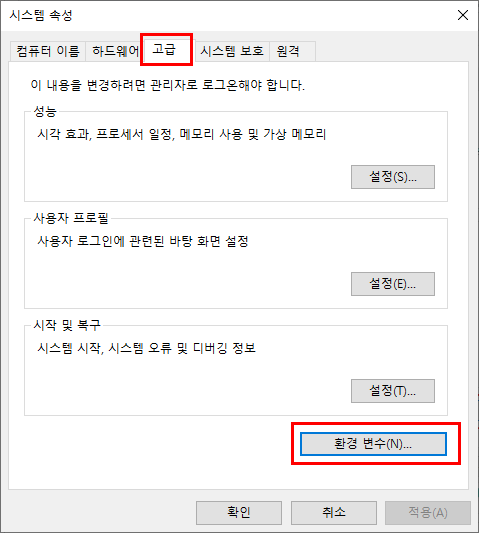 시스템 속성
컴퓨터 이름 하드웨어 고급 시스템 보호 원격
이 내용을 변경하려면 관리자로 로그온해야 합니다.
성능
시각 효과, 프로세서 일정, 메모리 사용 및 가상 메모리
설정(S)...
사용자 프로필
사용자 로그인에 관련된 바탕 화면 설정
설정(E)...
시작 및 복구
시스템 시작, 시스템 오류 및 디버깅 정보
설정(T)...
환경 변수(N)...
확인 취소 적용(A)